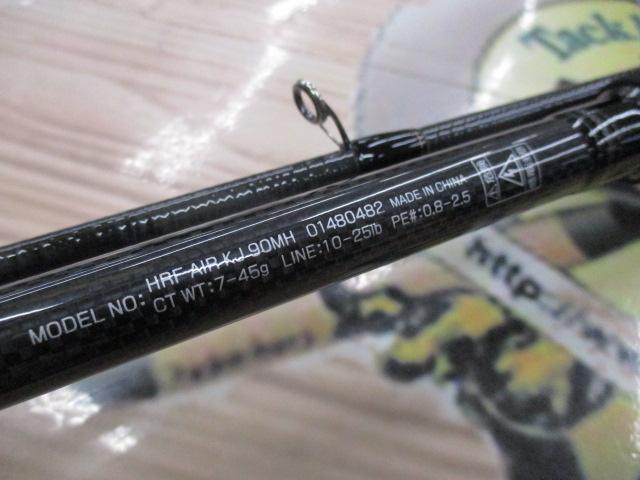 MODEL NO: HRF AIR KJ 90MH 01480482 MADE IN CHINA
CT WT: 7-45g LINE:10-25lb PE#:0.8-2.5
Tack
http://